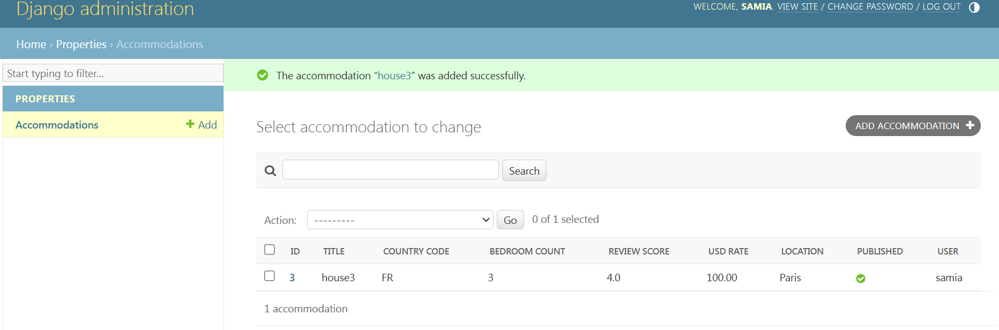 Django administration
WELCOME, SAMIA. VIEW SITE / CHANGE PASSWORD / LOG OUT
Home › Properties › Accommodations
Start typing to filter...
PROPERTIES
Accommodations + Add
The accommodation “house3” was added successfully.
Select accommodation to change
ADD ACCOMMODATION +
Search
Action: --------- Go 0 of 1 selected
ID TITLE COUNTRY CODE BEDROOM COUNT REVIEW SCORE USD RATE LOCATION PUBLISHED USER
3 house3 FR 3 4.0 100.00 Paris samia
1 accommodation